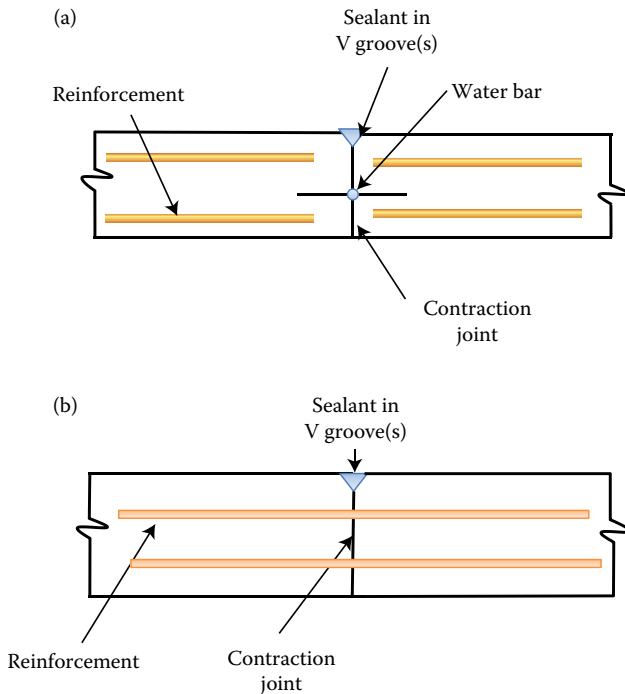 (a)
Sealant in
V groove(s)
Reinforcement
Water bar
Contraction
joint
(b)
Sealant in
V groove(s)
Reinforcement
Contraction
joint